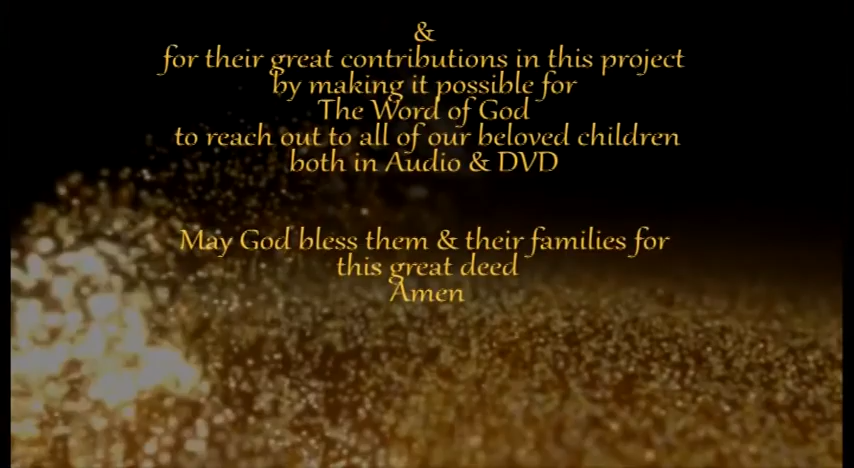 &
for their great contributions in this project
by making it possible for
The Word of God
to reach out to all of our beloved children
both in Audio & DVD
May God bless them & their families for
this great deed
Amen